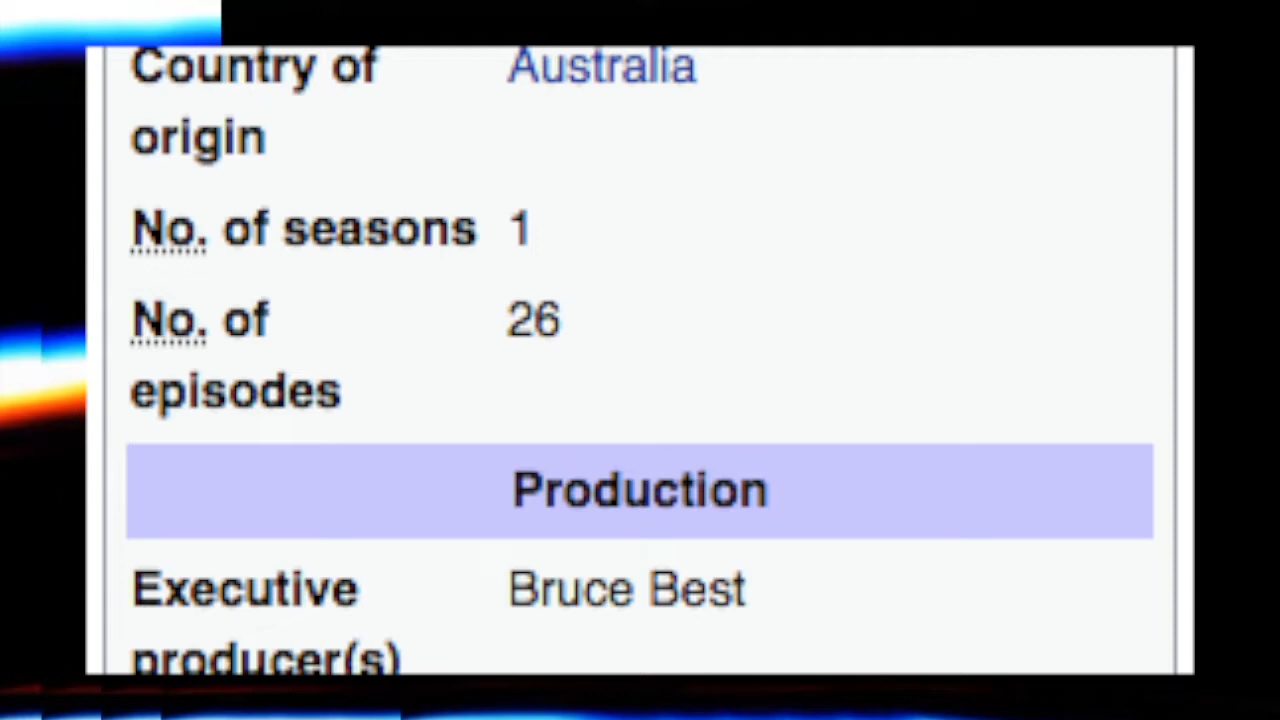 Country of Australia
origin
No. of seasons 1
No. of 26
episodes
Production
Executive Bruce Best
producer(s)